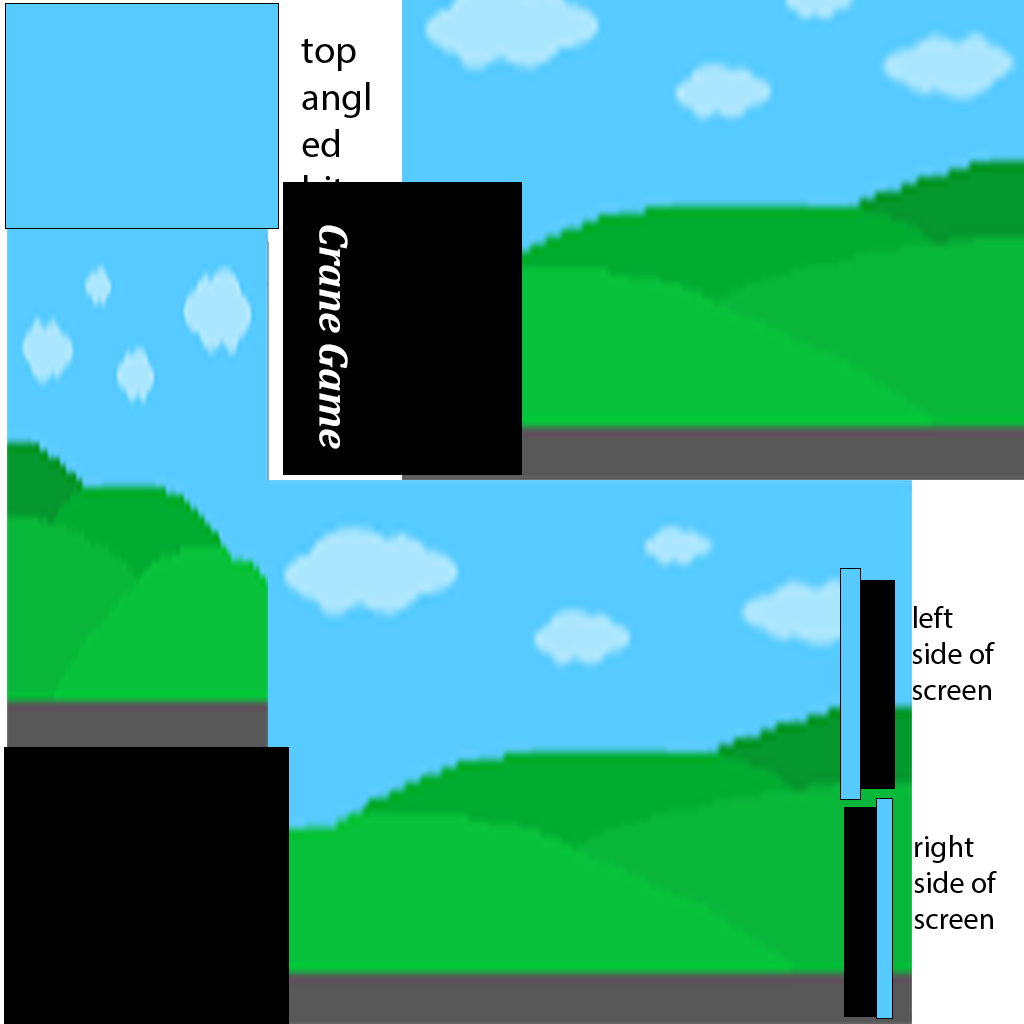 top
angl
ed
Crane Game
left
side of
screen
right
side of
screen